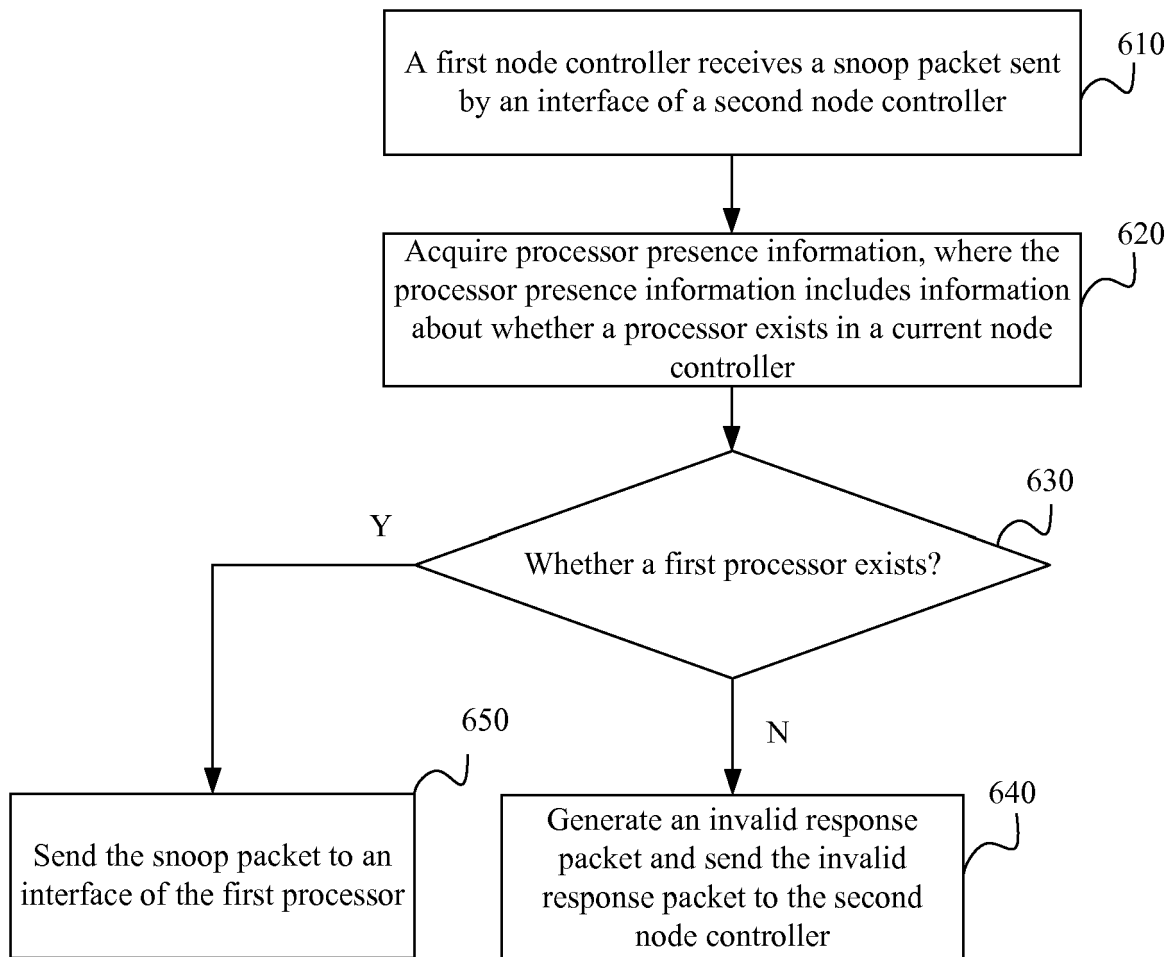 610
A first node controller receives a snoop packet sent
by an interface of a second node controller
620
Acquire processor presence information, where the
processor presence information includes information
about whether a processor exists in a current node
controller
630
Y
Whether a first processor exists?
650
N
640
Send the snoop packet to an
interface of the first processor
Generate an invalid response
packet and send the invalid
response packet to the second
node controller